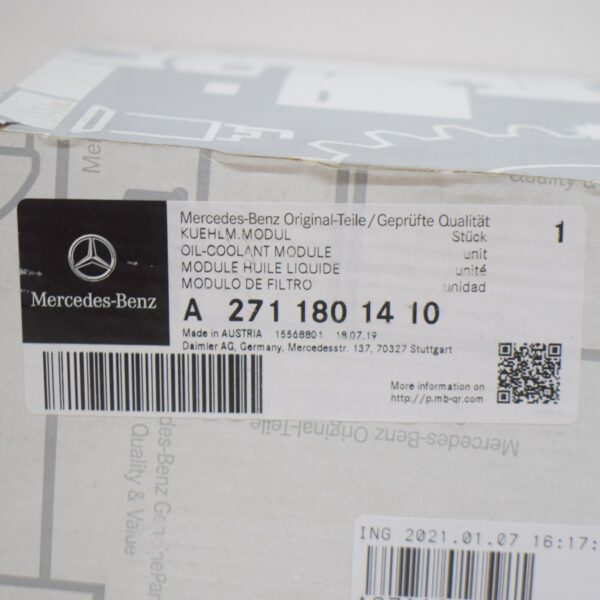 Mercedes-Benz
Mercedes-Benz Original-Teile/Geprüfte Qualität
KUEHLM.MODUL Stück 1
OIL-COOLANT MODULE unit
MODULE HUILE LIQUIDE unité
MODULO DE FILTRO unidad
A 271 180 14 10
Made in AUSTRIA 15568801 18.07.19
Daimler AG, Germany, Mercedesstr. 137, 70327 Stuttgart
More information on
http://p.mb-qr.com
Mercedes-Benz Original-Teile
Quality & Value
ING 2021.01.07 16:17: